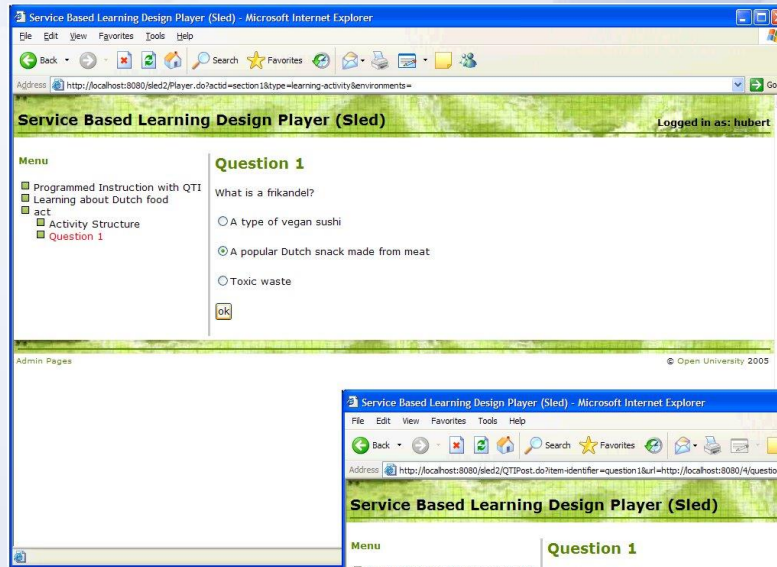 Service Based Learning Design Player (Sled) - Microsoft Internet Explorer
File Edit View Favorites Tools Help
Back Search Favorites
Address http://localhost:8080/sled2/Player.do?actid=section1&type=learning-activity&environments= Go
Service Based Learning Design Player (Sled)
Logged in as: hubert
Menu
Programmed Instruction with QTI
Learning about Dutch food
act
Activity Structure
Question 1
Question 1
What is a frikandel?
A type of vegan sushi
A popular Dutch snack made from meat
Toxic waste
ok
Admin Pages
© Open University 2005
Service Based Learning Design Player (Sled) - Microsoft Internet Explorer
File Edit View Favorites Tools Help
Back Search Favorites
Address http://localhost:8080/sled2/QTIPost.do?item-identifier=question1&url=http://localhost:8080/4/questio
Service Based Learning Design Player (Sled)
Menu
Question 1